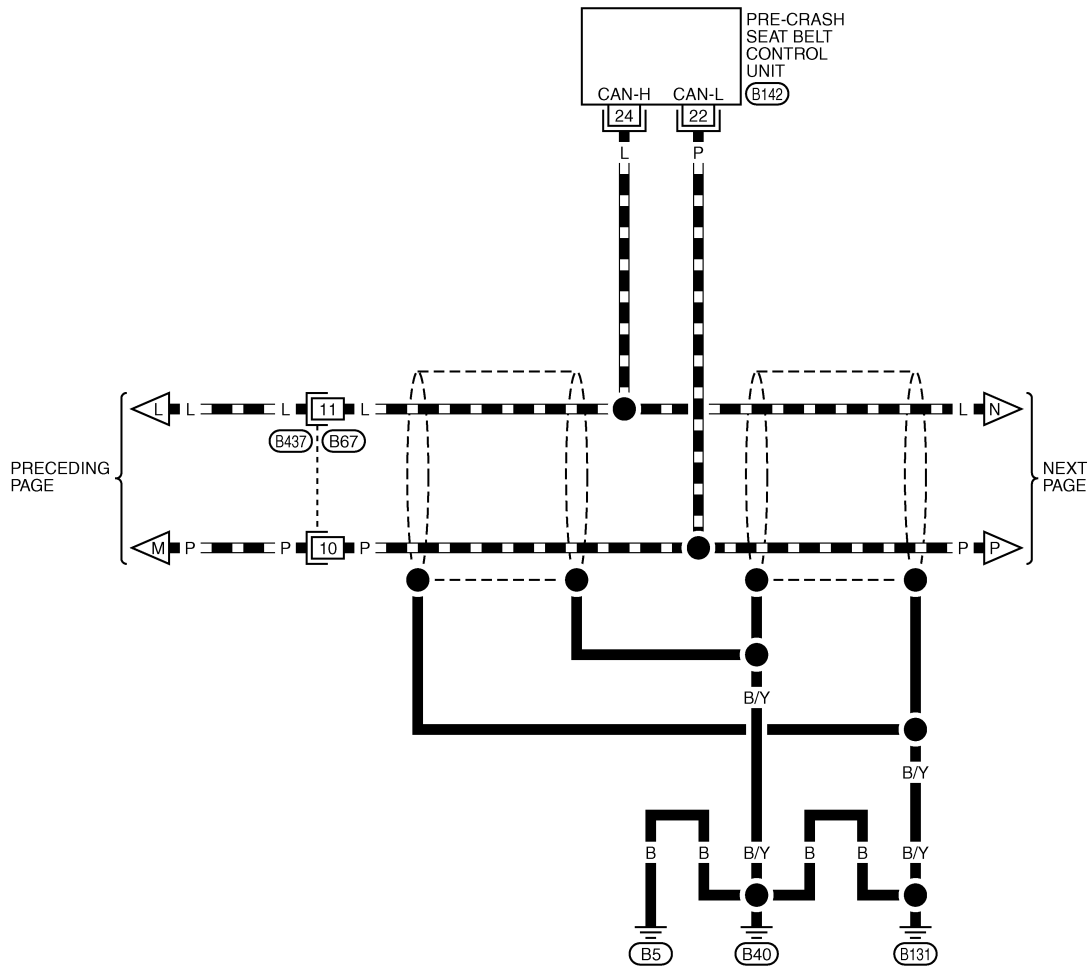 PRE-CRASH
SEAT BELT
CONTROL
UNIT
CAN-H CAN-L B142
24 22
L P
L L L 11 L L N
B437 B67
PRECEDING
PAGE
NEXT
PAGE
M P P 10 P P P
B/Y
B/Y
B B B/Y B B B/Y
B5 B40 B131